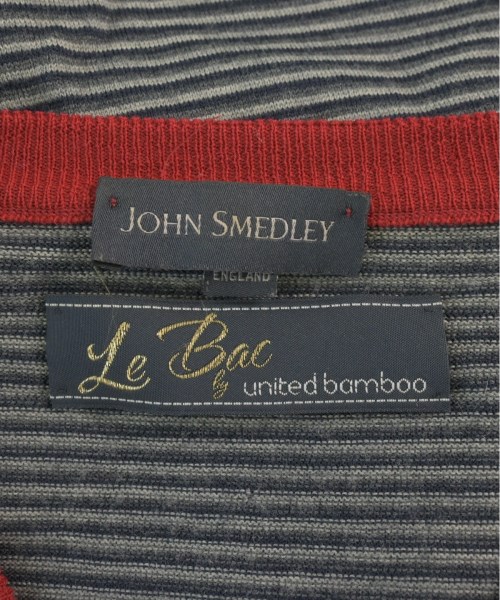 JOHN SMEDLEY
ENGLAND
Le Bac
by united bamboo